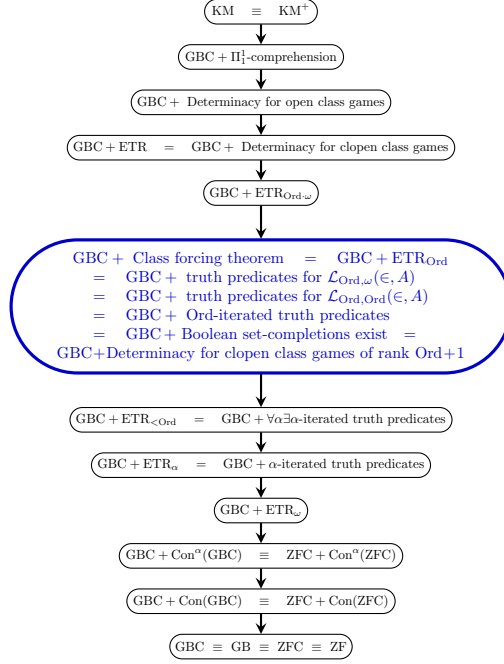 KM ≡ KM⁺
GBC + Π¹₁-comprehension
GBC + Determinacy for open class games
GBC + ETR = GBC + Determinacy for clopen class games
GBC + ETR_{Ord·ω}
GBC + Class forcing theorem = GBC + ETR_{Ord}
= GBC + truth predicates for 𝓛_{Ord,ω}(∈, A)
= GBC + truth predicates for 𝓛_{Ord,Ord}(∈, A)
= GBC + Ord-iterated truth predicates
= GBC + Boolean set-completions exist =
GBC+Determinacy for clopen class games of rank Ord+1
GBC + ETR_{<Ord} = GBC + ∀α∃α-iterated truth predicates
GBC + ETR_α = GBC + α-iterated truth predicates
GBC + ETR_ω
GBC + Con^α(GBC) ≡ ZFC + Con^α(ZFC)
GBC + Con(GBC) ≡ ZFC + Con(ZFC)
GBC ≡ GB ≡ ZFC ≡ ZF